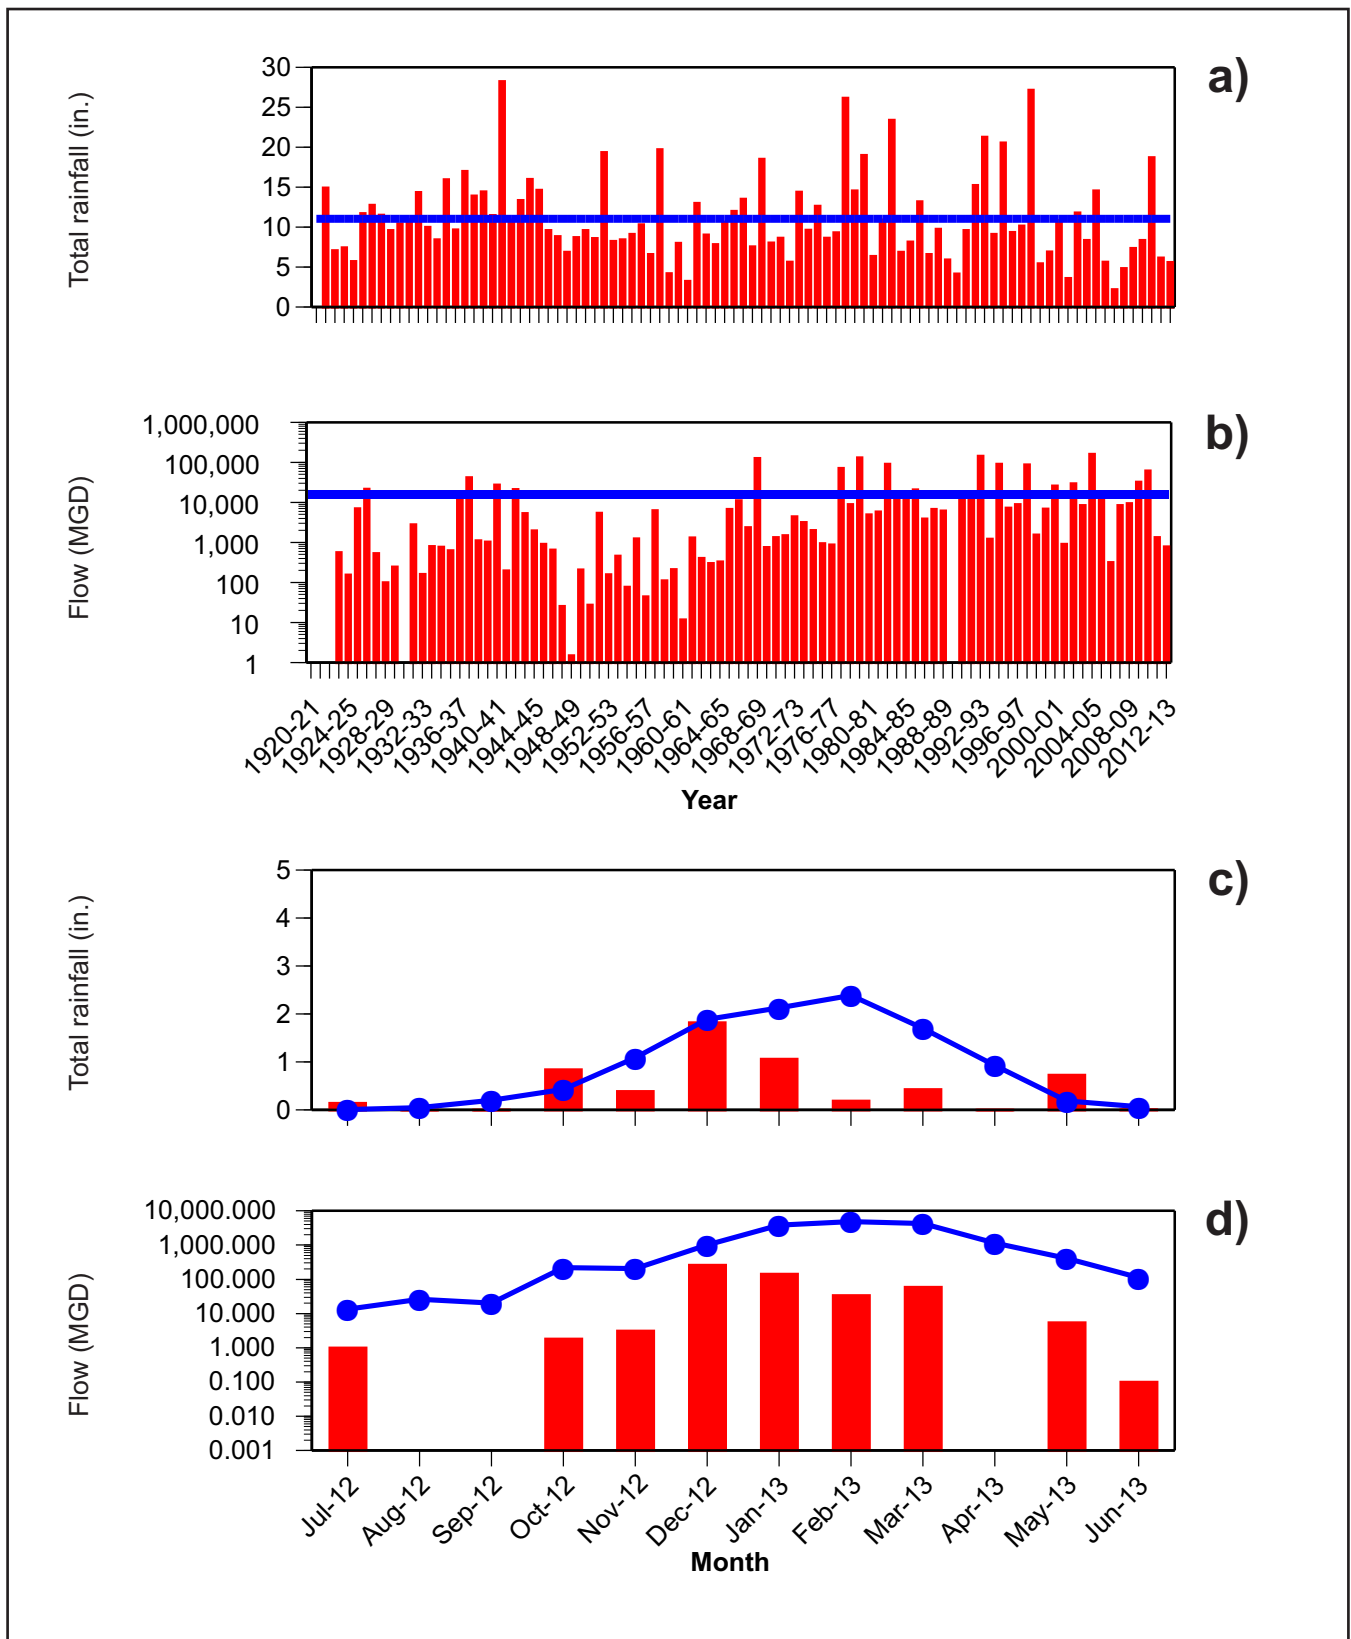 a)
Total rainfall (in.)
30
25
20
15
10
5
0
b)
Flow (MGD)
1,000,000
100,000
10,000
1,000
100
10
1
1920-21
1924-25
1928-29
1932-33
1936-37
1940-41
1944-45
1948-49
1952-53
1956-57
1960-61
1964-65
1968-69
1972-73
1976-77
1980-81
1984-85
1988-89
1992-93
1996-97
2000-01
2004-05
2008-09
2012-13
Year
c)
Total rainfall (in.)
5
4
3
2
1
0
d)
Flow (MGD)
10,000.000
1,000.000
100.000
10.000
1.000
0.100
0.010
0.001
Jul-12
Aug-12
Sep-12
Oct-12
Nov-12
Dec-12
Jan-13
Feb-13
Mar-13
Apr-13
May-13
Jun-13
Month